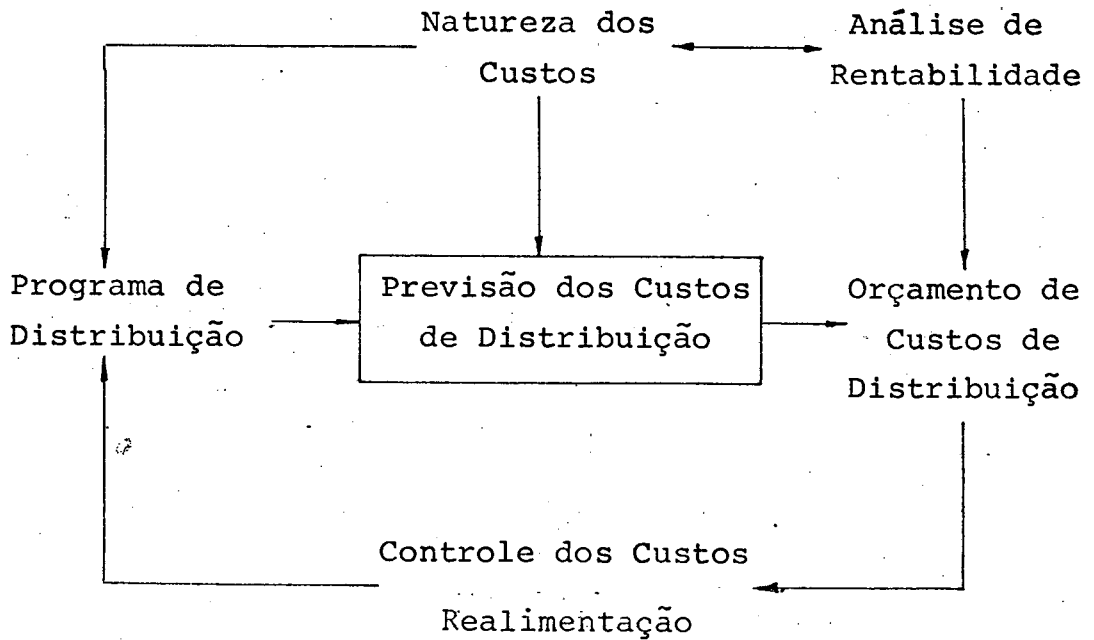 Natureza dos
Custos
Análise de
Rentabilidade
Programa de
Distribuição
Previsão dos Custos
de Distribuição
Orçamento de
Custos de
Distribuição
Controle dos Custos
Realimentação